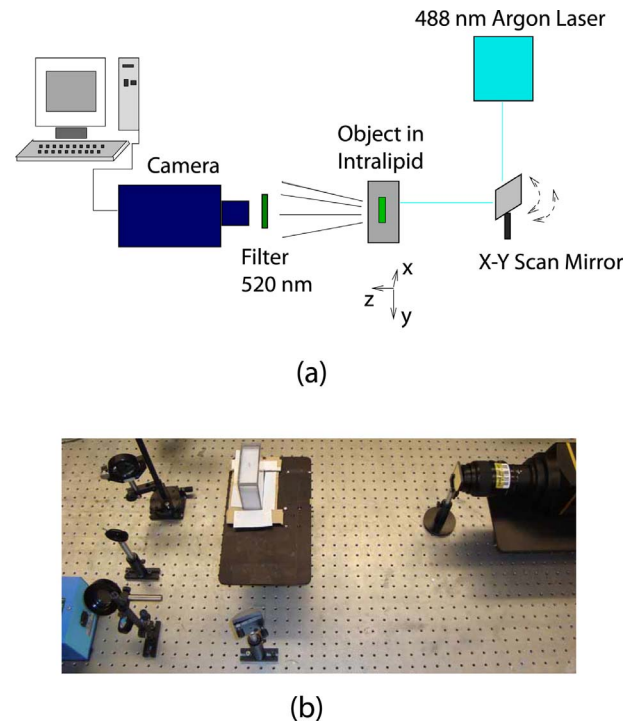 488 nm Argon Laser
Object in
Intralipid
Camera
Filter
520 nm
X-Y Scan Mirror
x
z
y
(a)
(b)